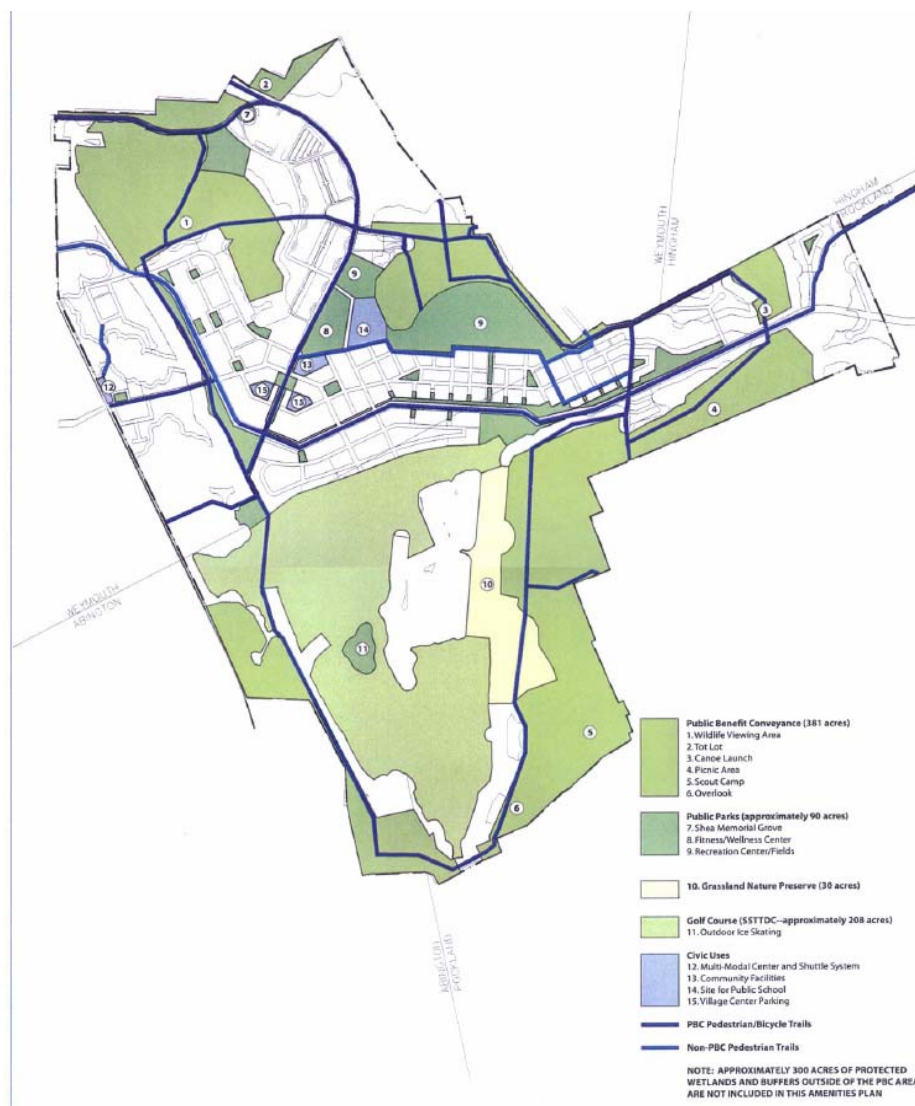 2
7
HINGHAM
ROCKLAND
WEYMOUTH
HINGHAM
1
9
3
8
14
9
13
12
15
15
4
WEYMOUTH
ABINGTON
10
11
5
6
ABINGTON
ROCKLAND
Public Benefit Conveyance (381 acres)
1. Wildlife Viewing Area
2. Tot Lot
3. Canoe Launch
4. Picnic Area
5. Scout Camp
6. Overlook
Public Parks (approximately 90 acres)
7. Shea Memorial Grove
8. Fitness/Wellness Center
9. Recreation Center/Fields
10. Grassland Nature Preserve (30 acres)
Golf Course (SSTTDC--approximately 208 acres)
11. Outdoor Ice Skating
Civic Uses
12. Multi-Modal Center and Shuttle System
13. Community Facilities
14. Site for Public School
15. Village Center Parking
PBC Pedestrian/Bicycle Trails
Non-PBC Pedestrian Trails
NOTE: APPROXIMATELY 300 ACRES OF PROTECTED
WETLANDS AND BUFFERS OUTSIDE OF THE PBC AREA
ARE NOT INCLUDED IN THIS AMENITIES PLAN